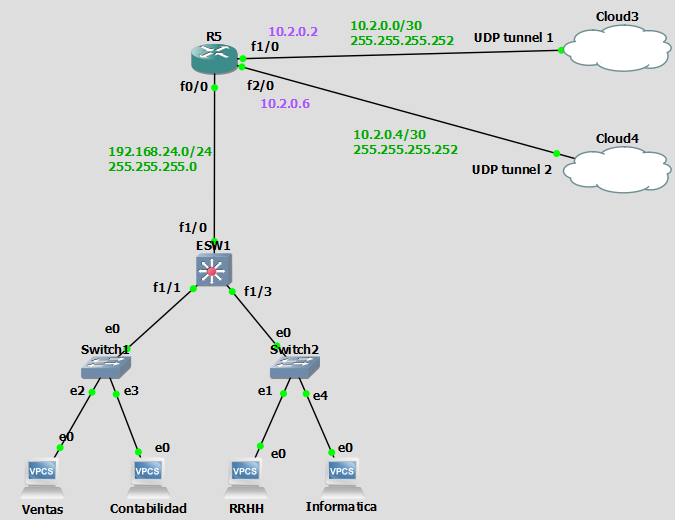 Cloud3
10.2.0.0/30
255.255.255.252
UDP tunnel 1
10.2.0.2
R5
f1/0
f0/0
f2/0
10.2.0.6
10.2.0.4/30
255.255.255.252
Cloud4
UDP tunnel 2
192.168.24.0/24
255.255.255.0
f1/0
ESW1
f1/1
f1/3
e0
e0
Switch1
Switch2
e2
e3
e1
e4
e0
e0
e0
e0
VPCS
VPCS
VPCS
VPCS
Ventas
Contabilidad
RRHH
Informatica